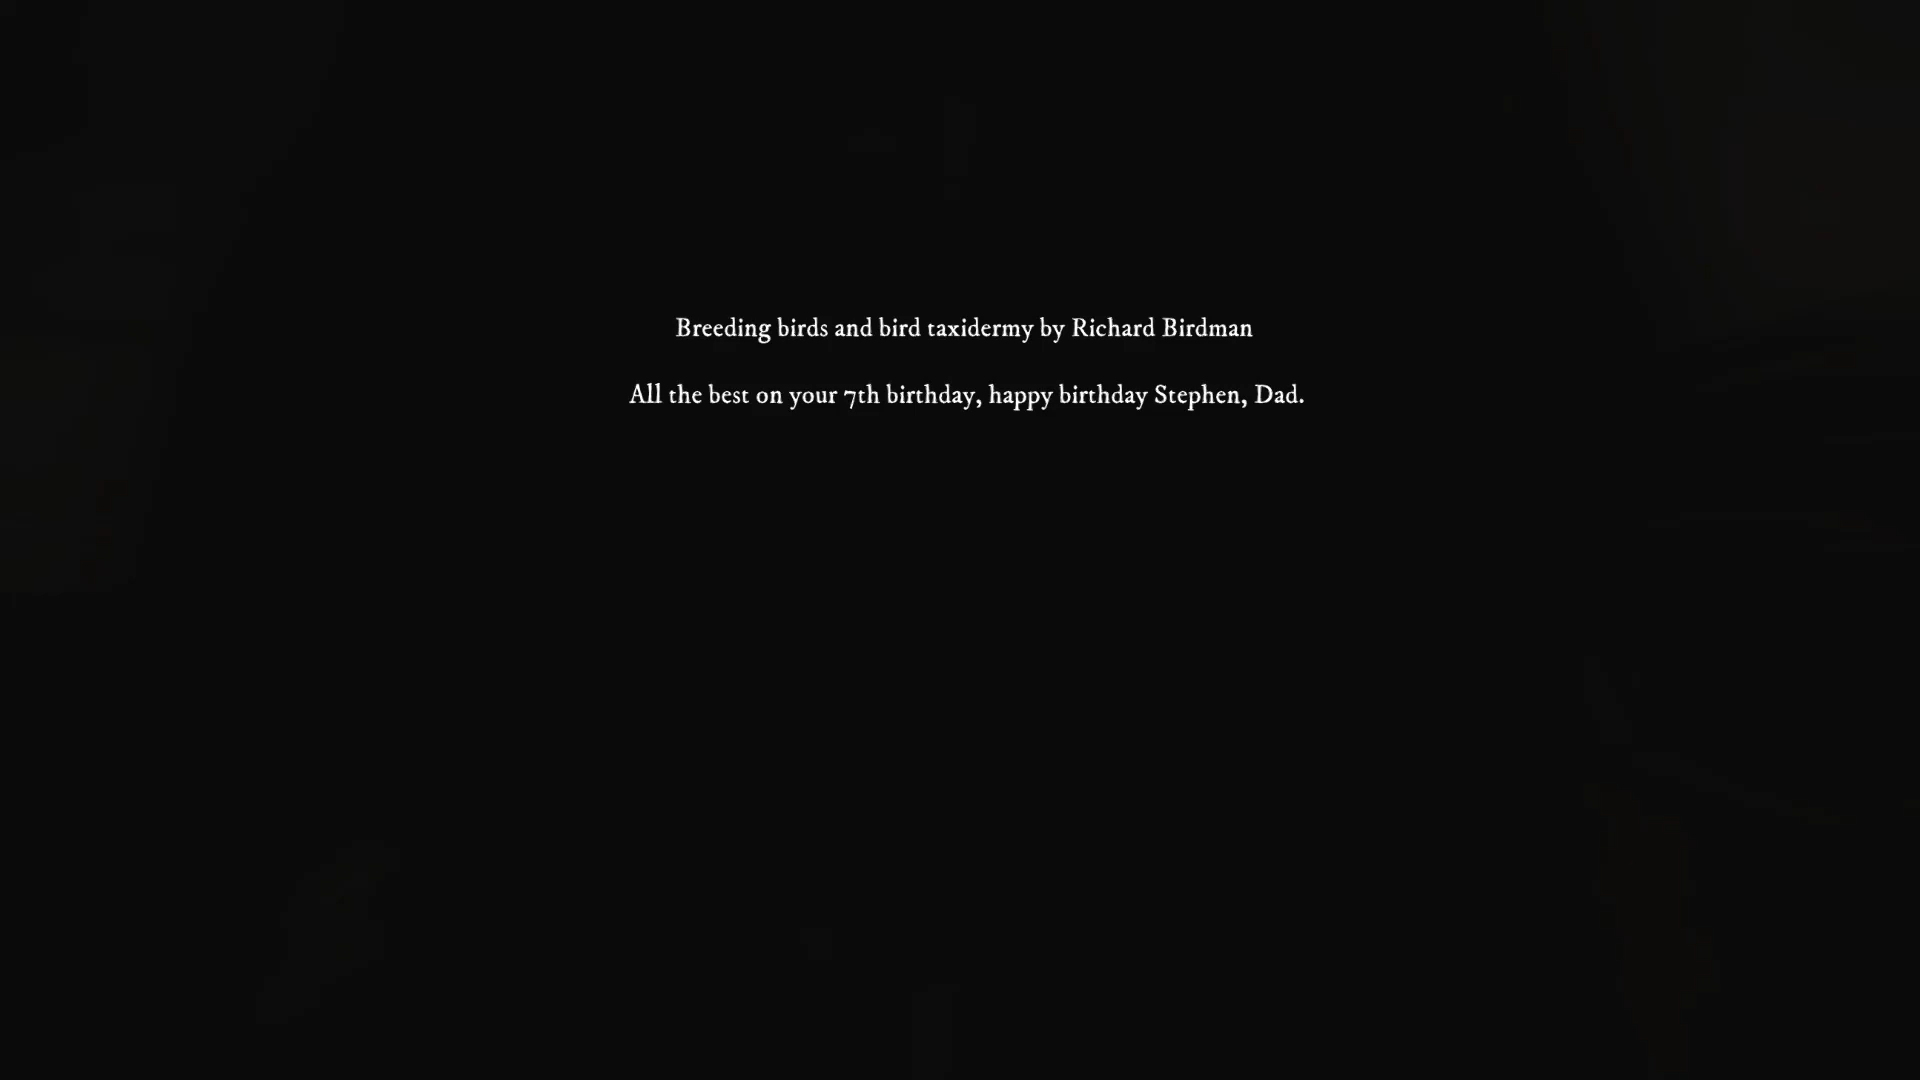 Breeding birds and bird taxidermy by Richard Birdman
All the best on your 7th birthday, happy birthday Stephen, Dad.